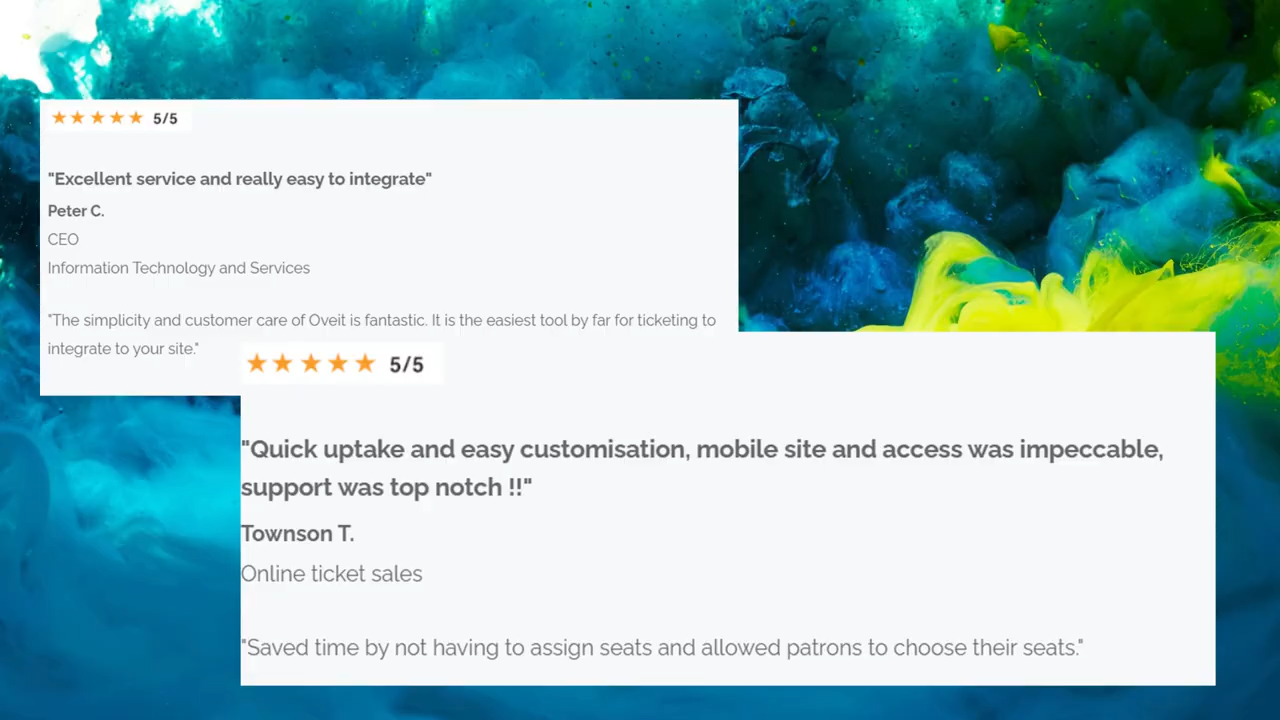 ★★★★★ 5/5
"Excellent service and really easy to integrate"
Peter C.
CEO
Information Technology and Services
"The simplicity and customer care of Oveit is fantastic. It is the easiest tool by far for ticketing to
integrate to your site."
★★★★★ 5/5
"Quick uptake and easy customisation, mobile site and access was impeccable,
support was top notch !!"
Townson T.
Online ticket sales
"Saved time by not having to assign seats and allowed patrons to choose their seats."